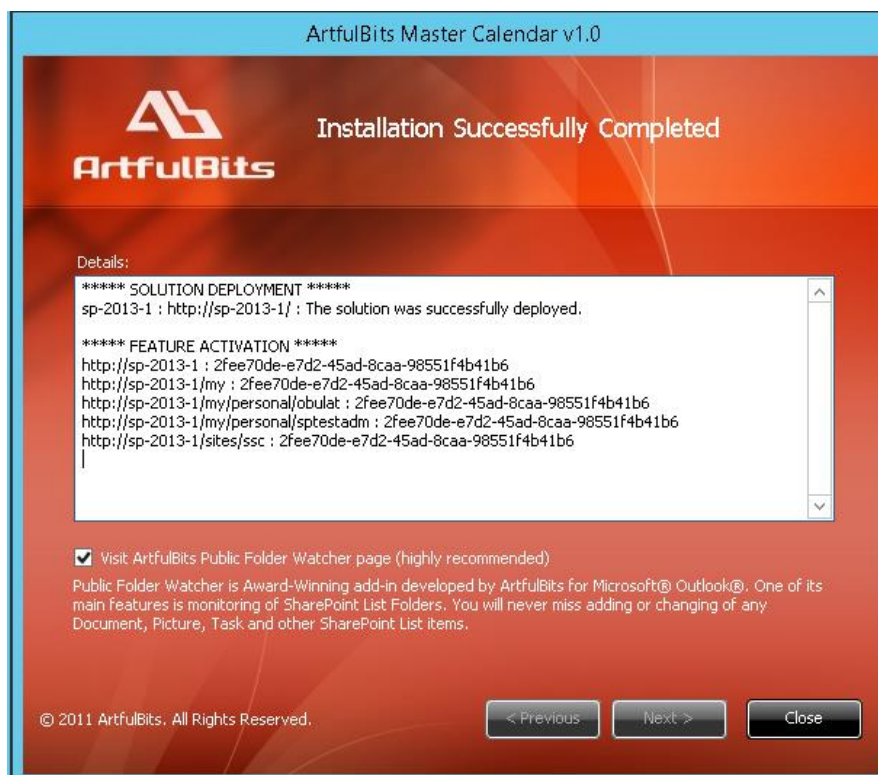 ArtfulBits Master Calendar v1.0
ArtfulBits
Installation Successfully Completed
Details:
***** SOLUTION DEPLOYMENT *****
sp-2013-1 : http://sp-2013-1/ : The solution was successfully deployed.
***** FEATURE ACTIVATION *****
http://sp-2013-1 : 2fee70de-e7d2-45ad-8caa-98551f4b41b6
http://sp-2013-1/my : 2fee70de-e7d2-45ad-8caa-98551f4b41b6
http://sp-2013-1/my/personal/obulat : 2fee70de-e7d2-45ad-8caa-98551f4b41b6
http://sp-2013-1/my/personal/sptestadm : 2fee70de-e7d2-45ad-8caa-98551f4b41b6
http://sp-2013-1/sites/ssc : 2fee70de-e7d2-45ad-8caa-98551f4b41b6
Visit ArtfulBits Public Folder Watcher page (highly recommended)
Public Folder Watcher is Award-Winning add-in developed by ArtfulBits for Microsoft® Outlook®. One of its
main features is monitoring of SharePoint List Folders. You will never miss adding or changing of any
Document, Picture, Task and other SharePoint List items.
© 2011 ArtfulBits. All Rights Reserved.
< Previous
Next >
Close